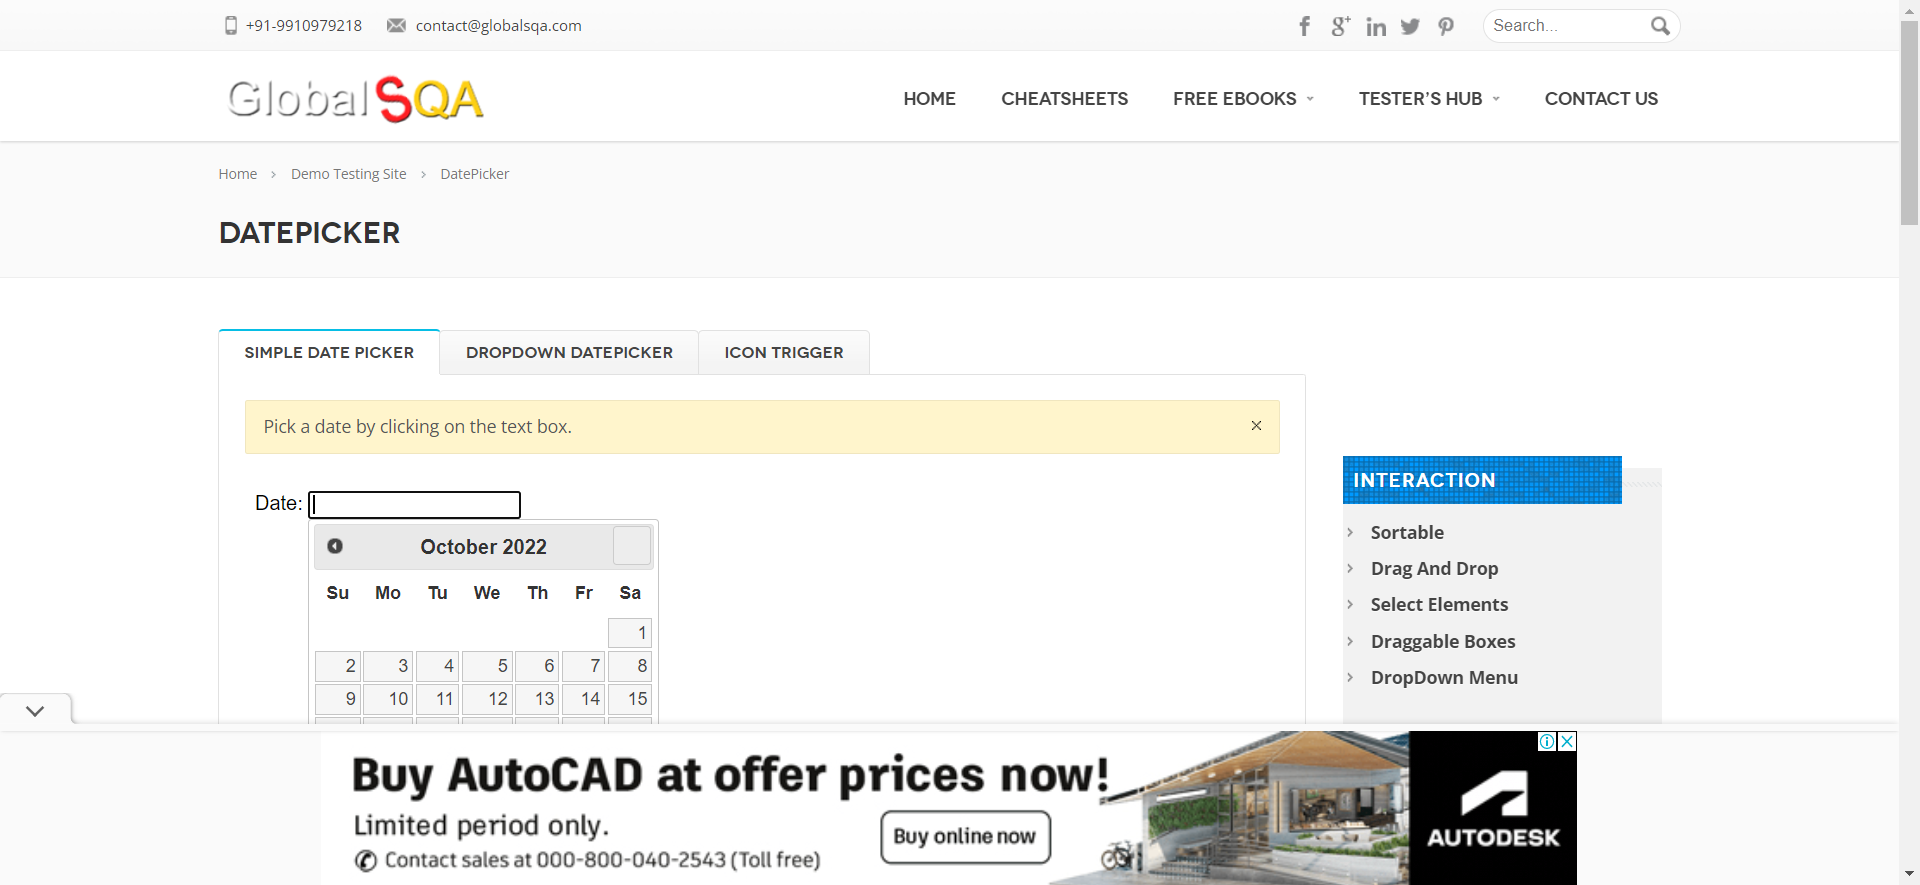 +91-9910979218 contact@globalsqa.com Search...
GlobalSQA HOME CHEATSHEETS FREE EBOOKS TESTER'S HUB CONTACT US
Home > Demo Testing Site > DatePicker
DATEPICKER
SIMPLE DATE PICKER DROPDOWN DATEPICKER ICON TRIGGER
Pick a date by clicking on the text box. ×
Date:
October 2022
Su Mo Tu We Th Fr Sa
1
2 3 4 5 6 7 8
9 10 11 12 13 14 15
INTERACTION
Sortable
Drag And Drop
Select Elements
Draggable Boxes
DropDown Menu
Buy AutoCAD at offer prices now!
Limited period only.
Contact sales at 000-800-040-2543 (Toll free)
Buy online now
AUTODESK